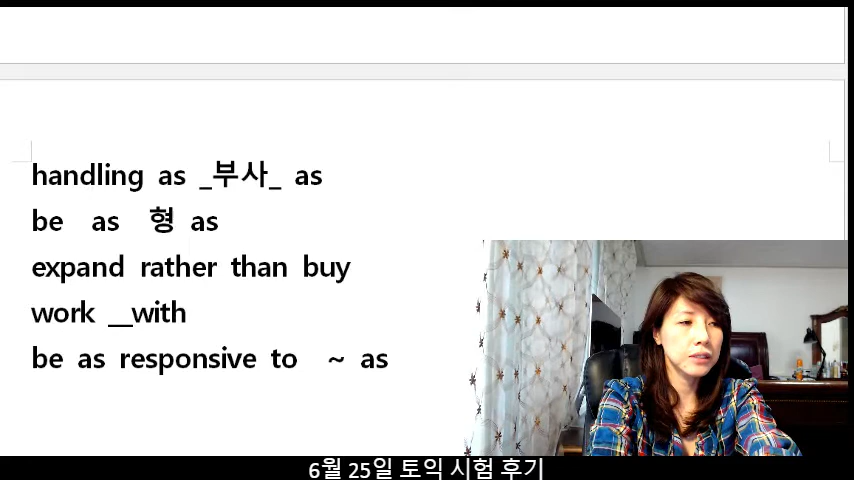 handling as _부사_ as
be as 형 as
expand rather than buy
work __with
be as responsive to ~ as
6월 25일 토익 시험 후기